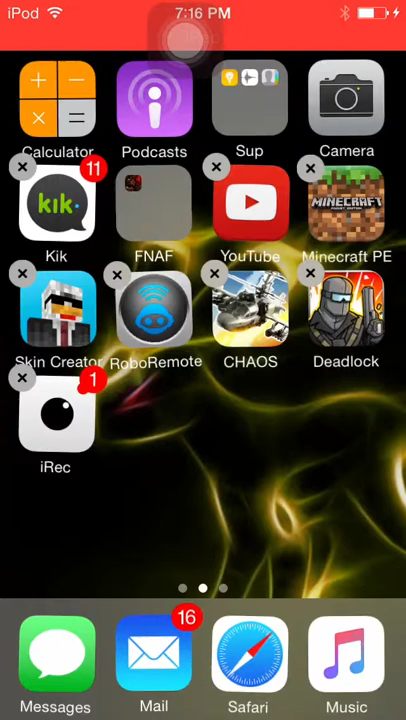 iPod 7:16 PM
Calculator Podcasts Sup Camera
11
kik·
MINECRAFT
Kik FNAF YouTube Minecraft PE
Skin Creator RoboRemote CHAOS Deadlock
1
iRec
16
Messages Mail Safari Music